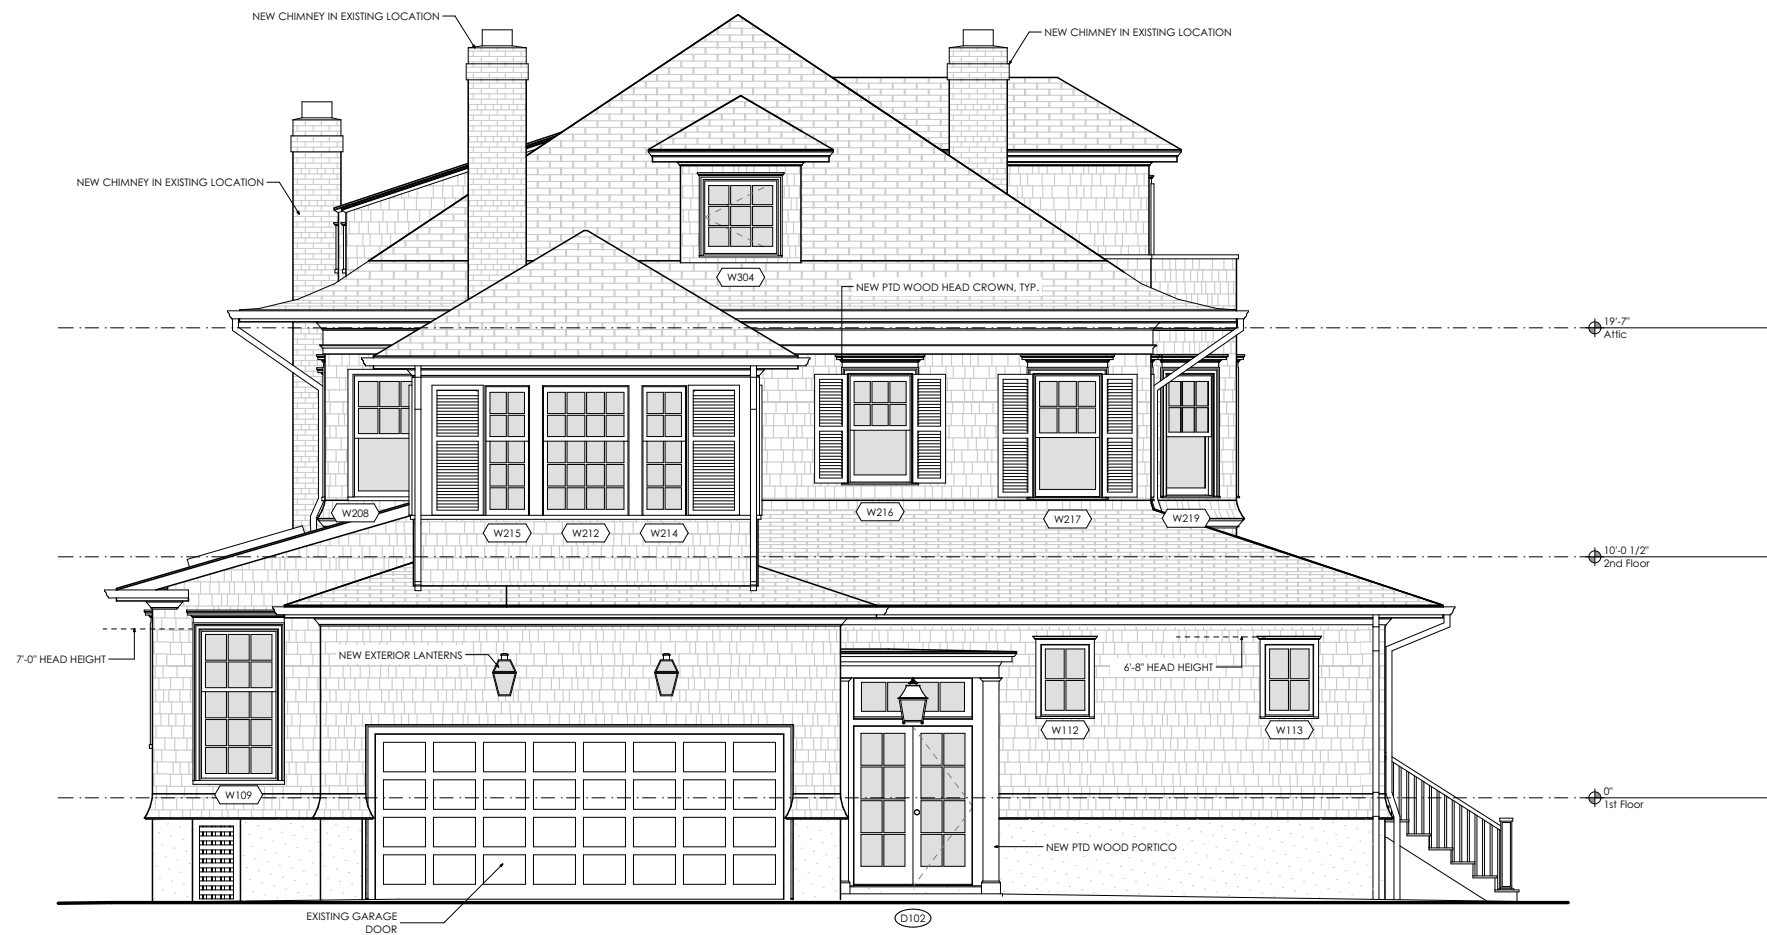 NEW CHIMNEY IN EXISTING LOCATION
NEW CHIMNEY IN EXISTING LOCATION
NEW CHIMNEY IN EXISTING LOCATION
W304
NEW PTD WOOD HEAD CROWN, TYP.
19'-7"
Attic
W208
W215
W212
W214
W216
W217
W219
10'-0 1/2"
2nd Floor
7'-0" HEAD HEIGHT
NEW EXTERIOR LANTERNS
6'-8" HEAD HEIGHT
W112
W113
W109
0"
1st Floor
NEW PTD WOOD PORTICO
EXISTING GARAGE
DOOR
D102